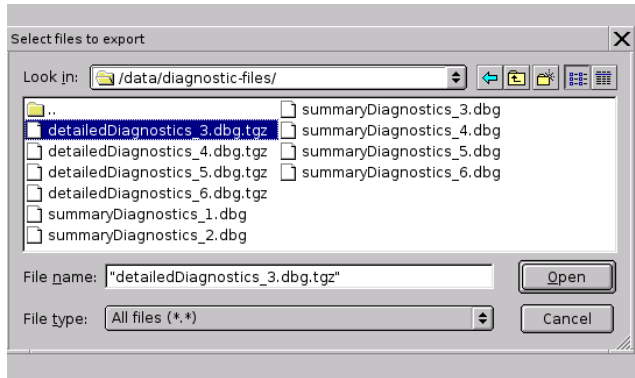 Select files to export
Look in: /data/diagnostic-files/
..
detailedDiagnostics_3.dbg.tgz
detailedDiagnostics_4.dbg.tgz
detailedDiagnostics_5.dbg.tgz
detailedDiagnostics_6.dbg.tgz
summaryDiagnostics_1.dbg
summaryDiagnostics_2.dbg
summaryDiagnostics_3.dbg
summaryDiagnostics_4.dbg
summaryDiagnostics_5.dbg
summaryDiagnostics_6.dbg
File name: "detailedDiagnostics_3.dbg.tgz" Open
File type: All files (*.*) Cancel